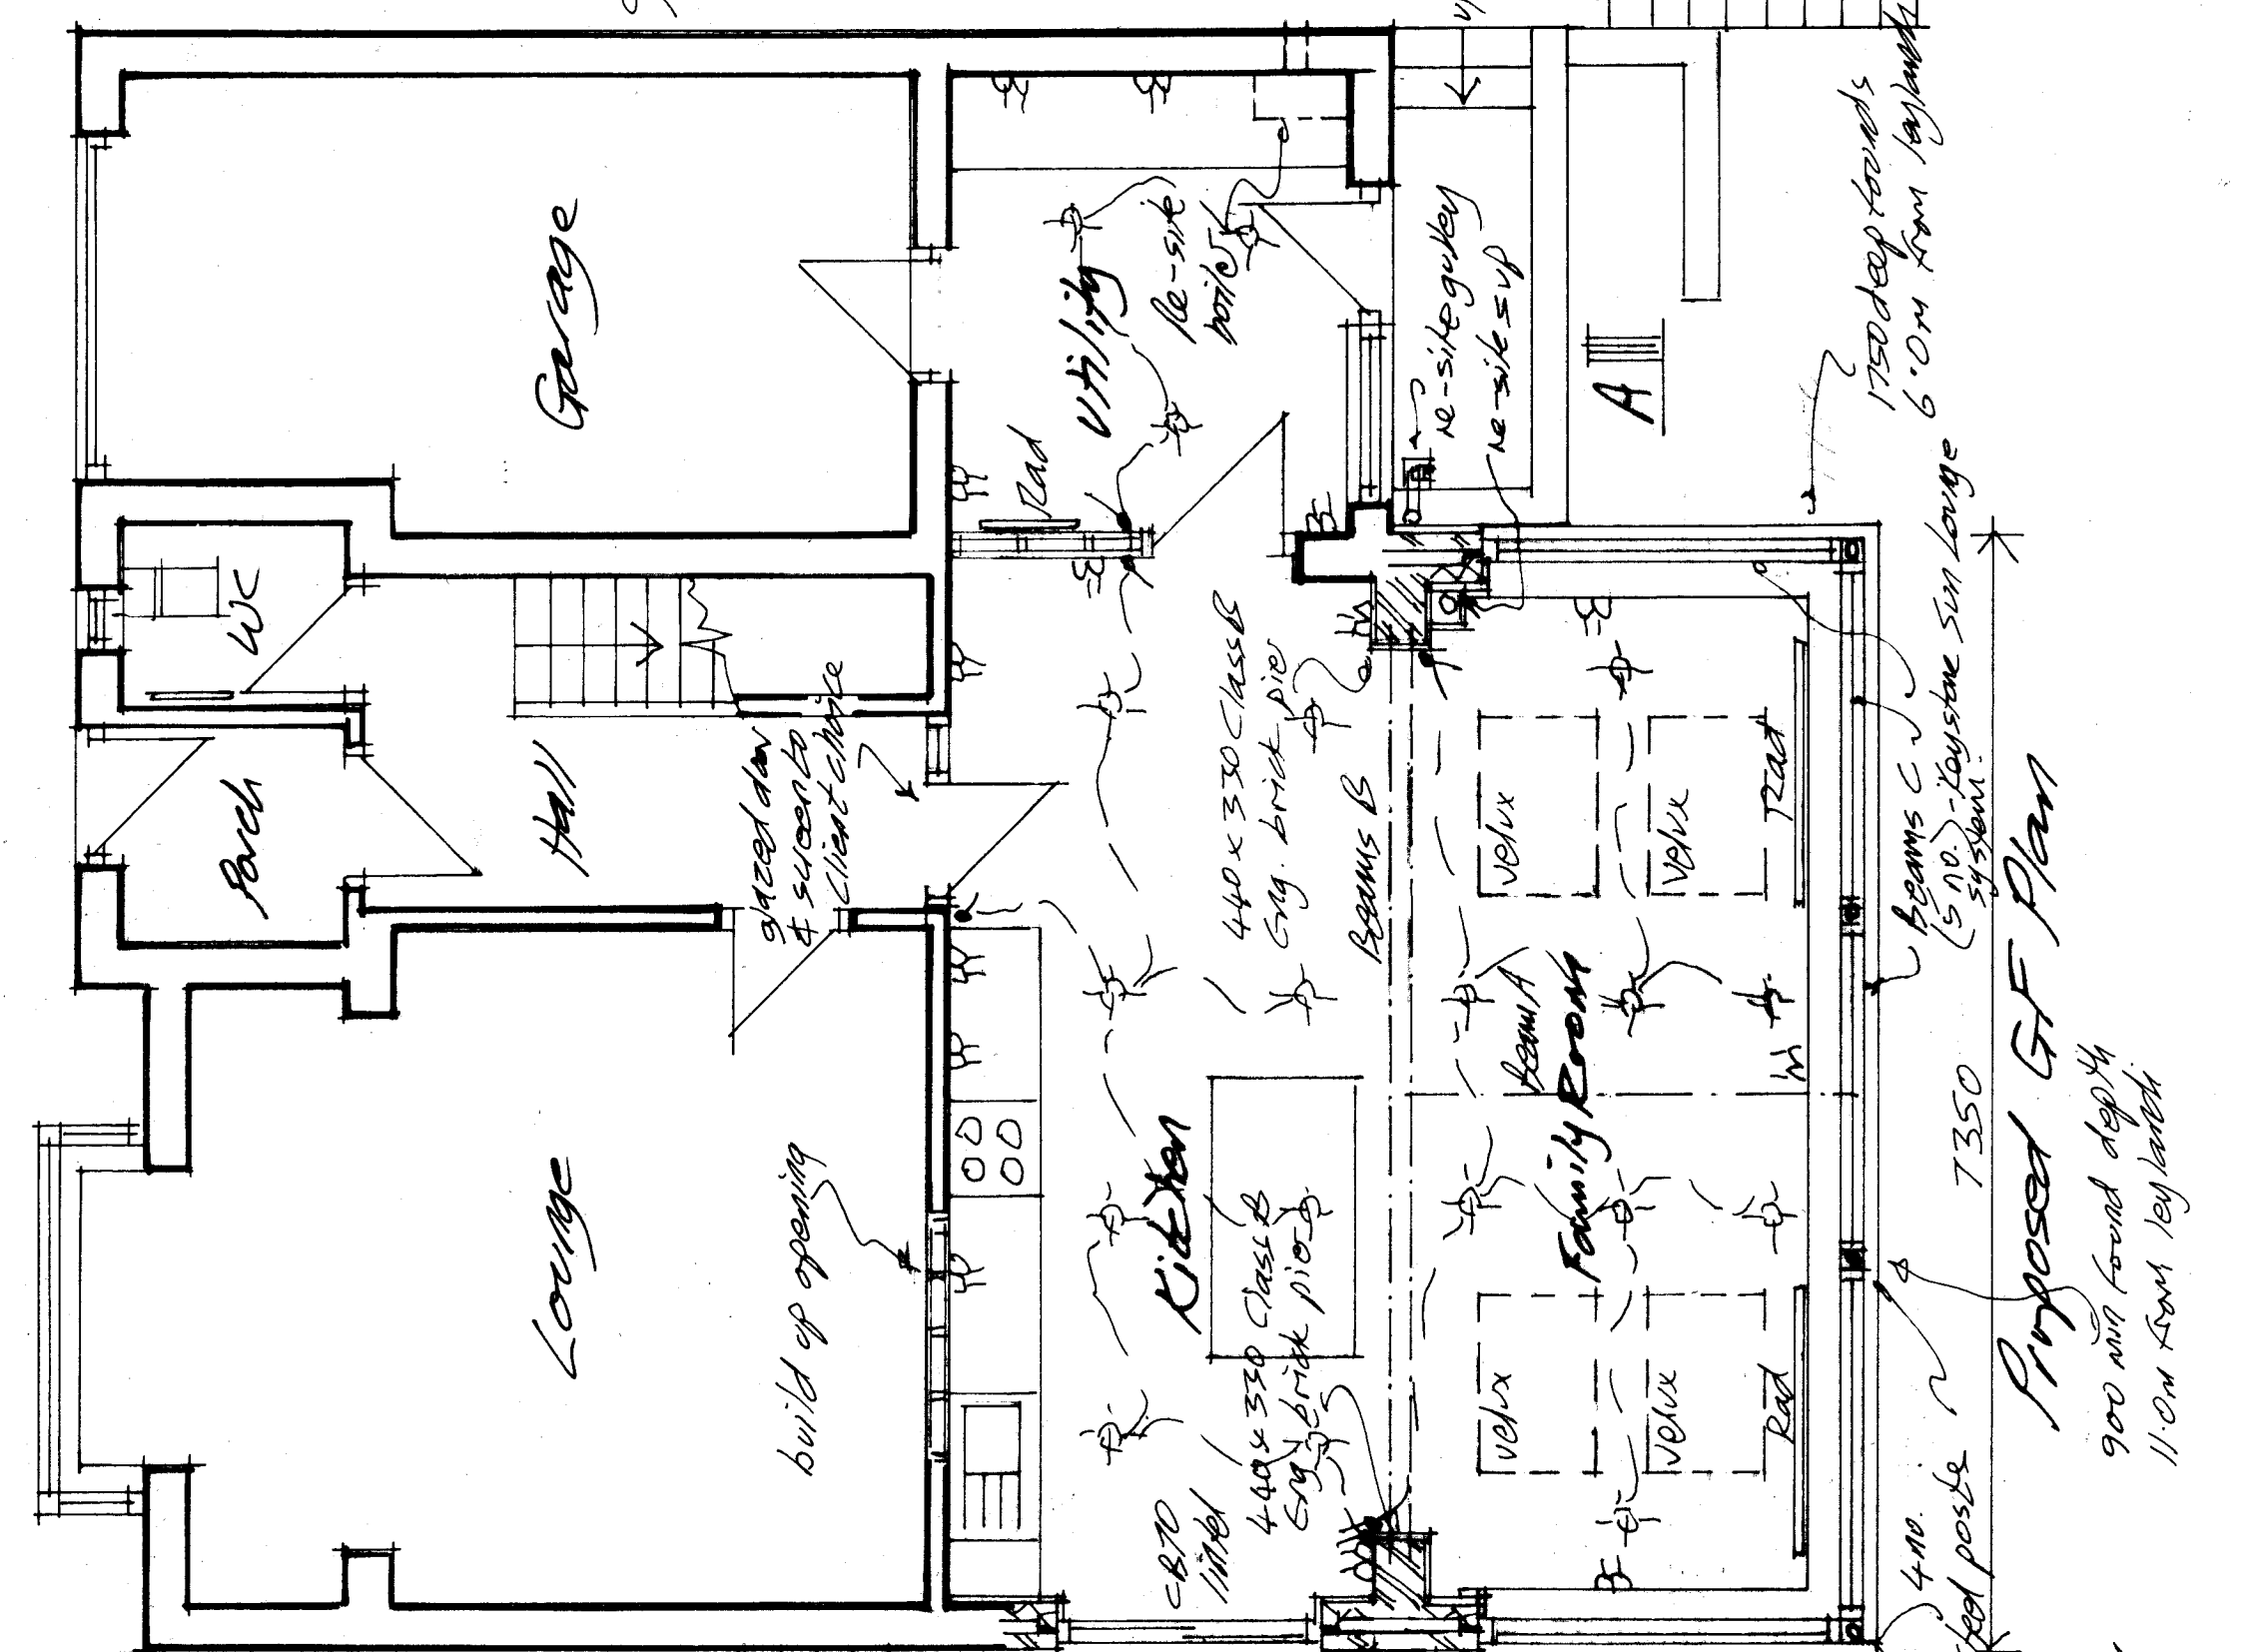 Garage
WC
Porch
Hall
Lounge
glazed door
& screen to
client choice
build up opening
Utility
Re-site
boiler
Rad
re-site gulley
re-site svp
A
1750 deep founds
6.0m from leylandi
440 x 330 Class B
Eng. brick pier
Beams B
Kitchen
440 x 330 Class B
Eng. brick pier
CB70
lintel
Velux
Velux
Rad
Beam A
Family Room
Velux
Velux
Rad
Beams C
(5 no.) - Keystone Sun Lounge
system.
7350
Proposed GF Plan
900 min found depth
11.0m from leylandi
4 no.
posts